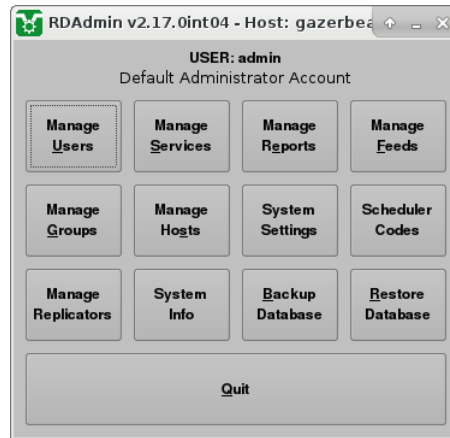 RDAdmin v2.17.0int04 - Host: gazerbea
USER: admin
Default Administrator Account
Manage Users
Manage Services
Manage Reports
Manage Feeds
Manage Groups
Manage Hosts
System Settings
Scheduler Codes
Manage Replicators
System Info
Backup Database
Restore Database
Quit